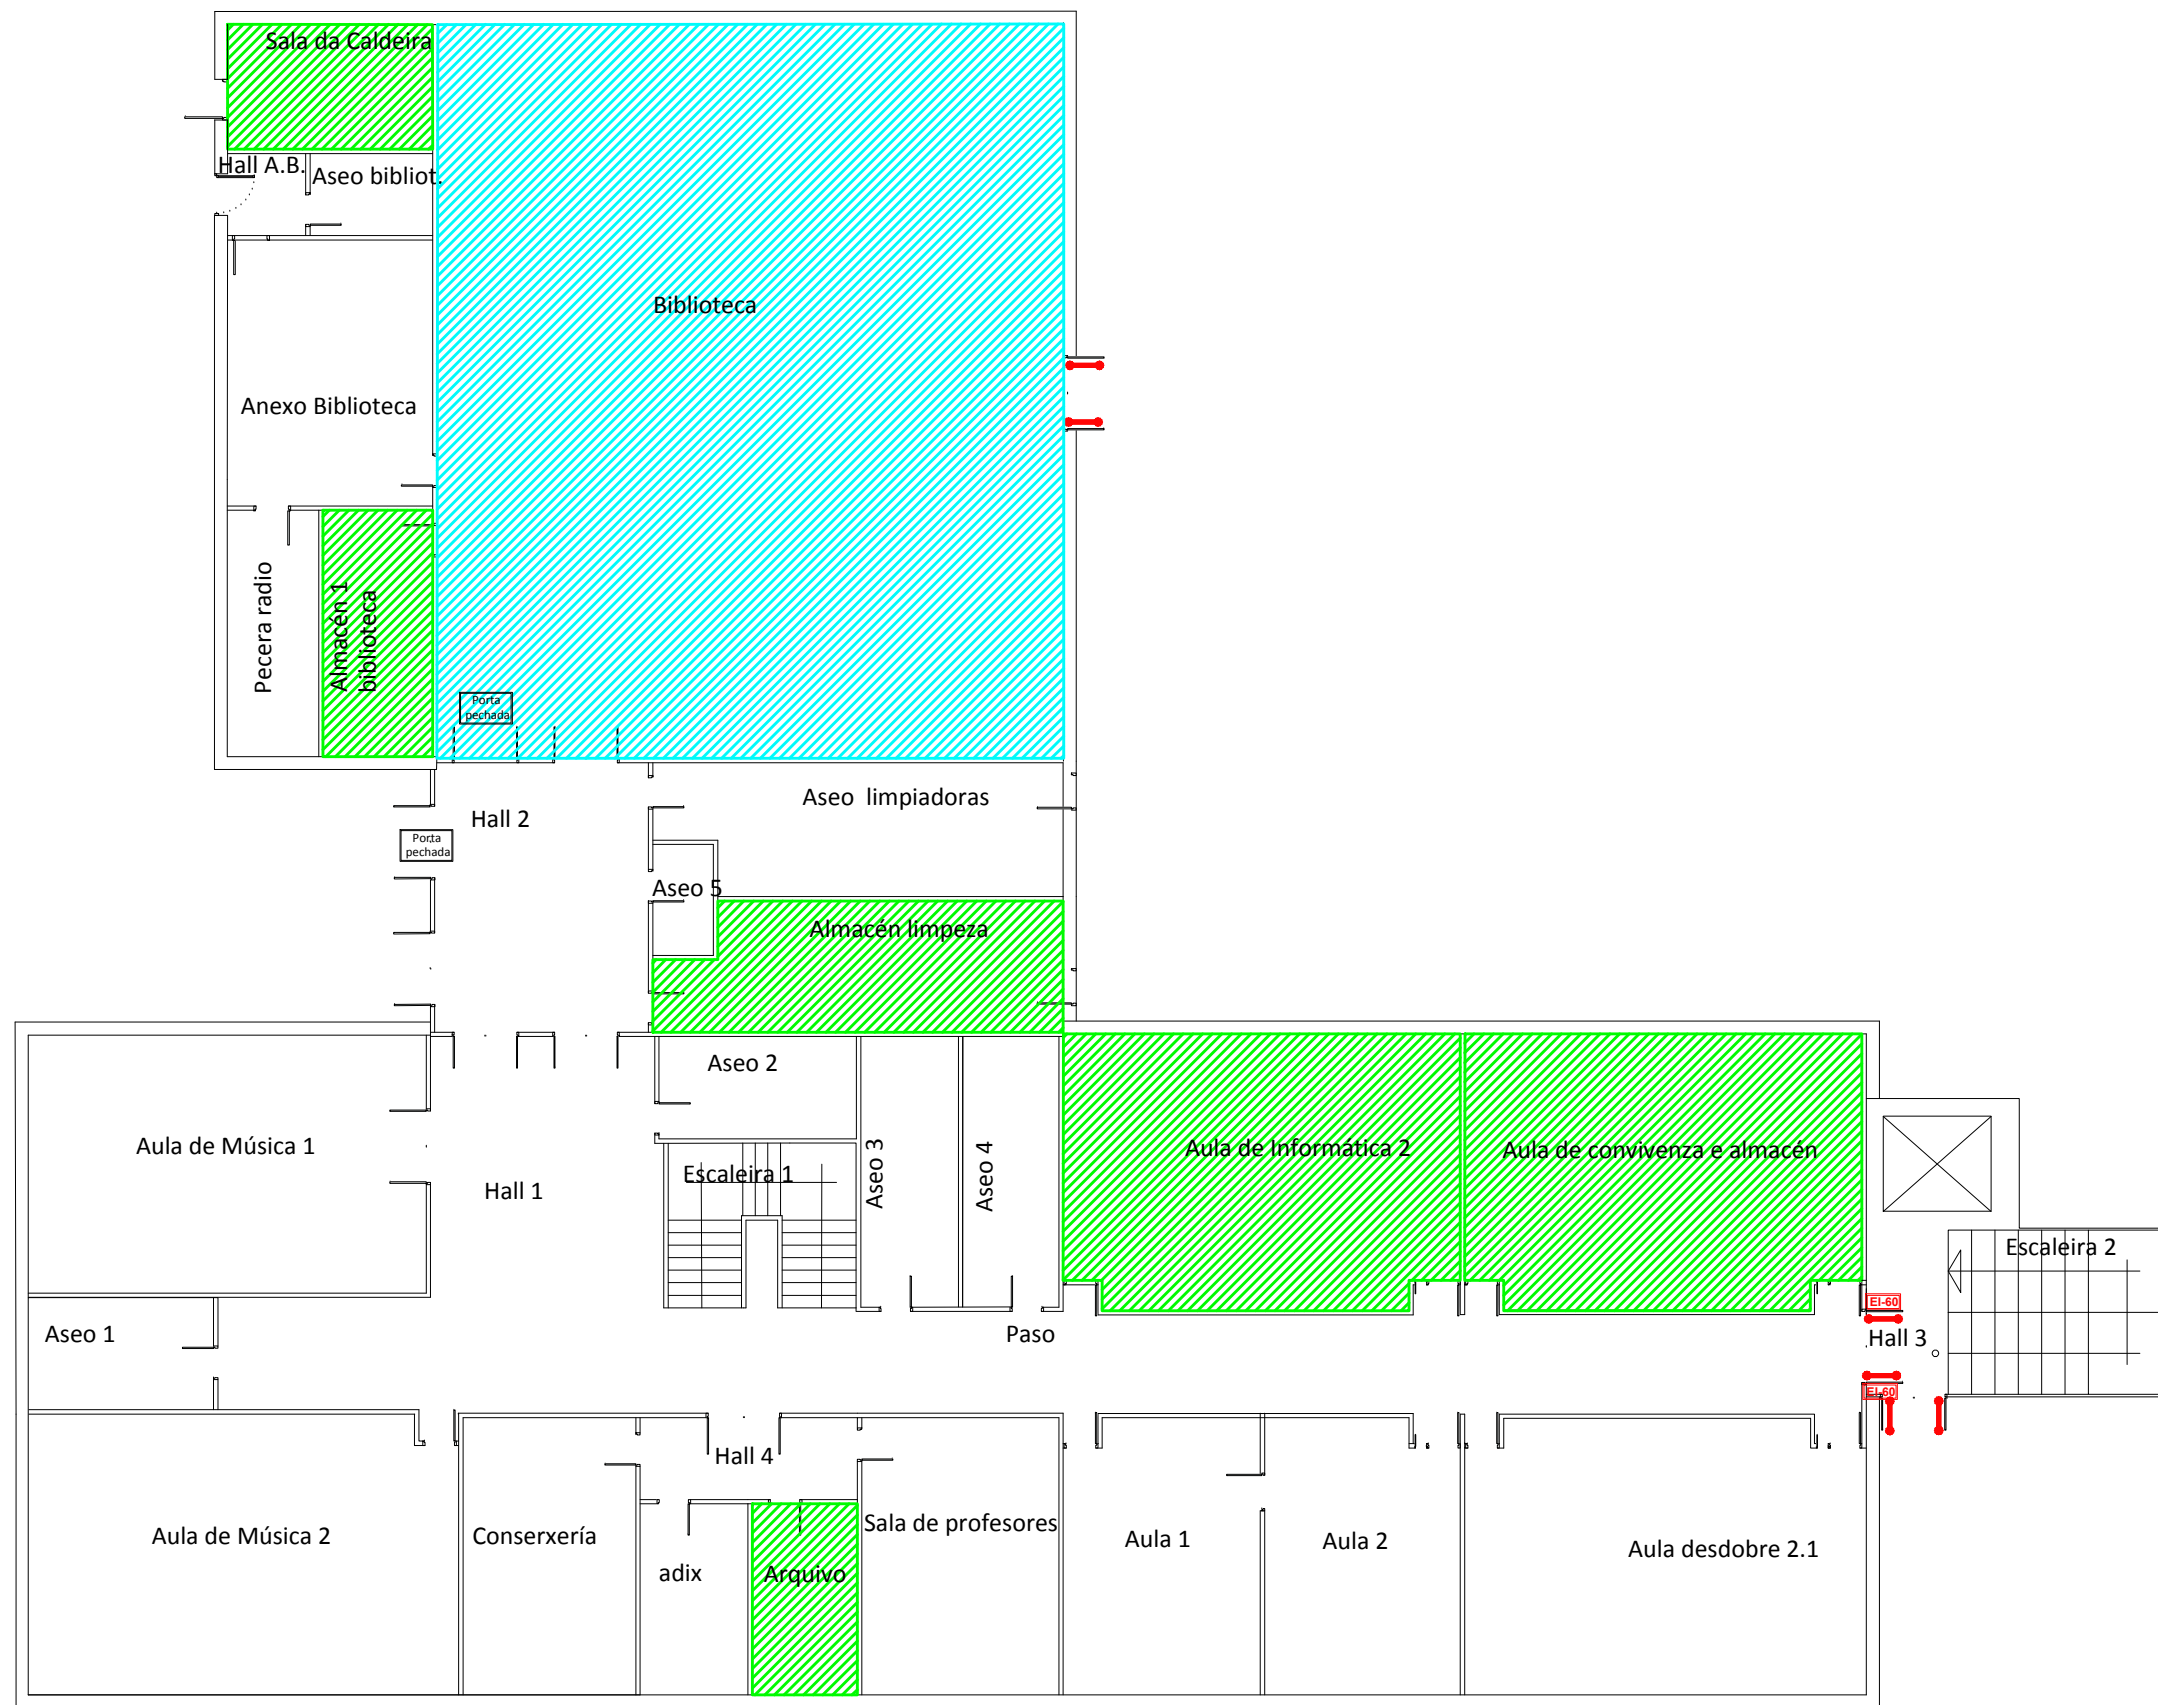 Sala da Caldeira
Hall A.B.
Aseo bibliot.
Biblioteca
Anexo Biblioteca
Pecera radio
Almacén 1
biblioteca
Porta
pechada
Aseo  limpiadoras
Hall 2
Porta
pechada
Aseo 5
Almacén limpeza
Aseo 2
Aula de Música 1
Aseo 3
Aseo 4
Aula de Informática 2
Aula de convivenza e almacén
Escaleira 1
Hall 1
Escaleira 2
EI-60
Aseo 1
Paso
Hall 3
EI-60
Hall 4
Aula de Música 2
Conserxería
Sala de profesores
Aula 1
Aula 2
Aula desdobre 2.1
adix
Arquivo